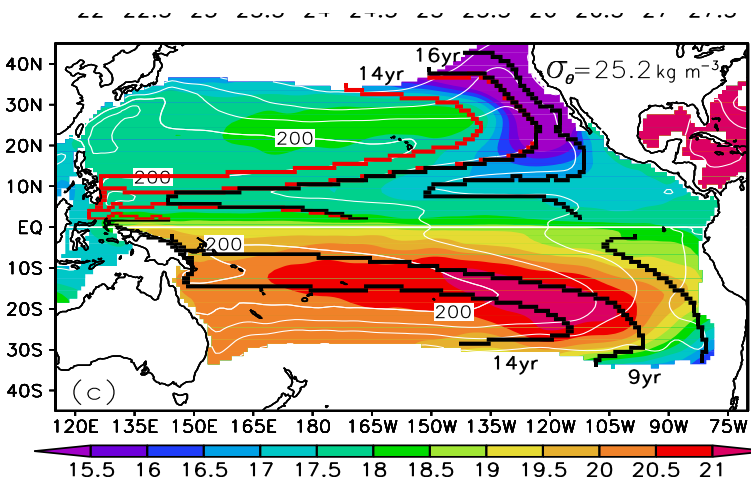 16yr
14yr
σθ=25.2 kg m⁻³
40N
30N
20N
10N
EQ
10S
20S
30S
40S
200
200
200
200
14yr
9yr
(c)
120E 135E 150E 165E 180 165W 150W 135W 120W 105W 90W 75W
15.5 16 16.5 17 17.5 18 18.5 19 19.5 20 20.5 21